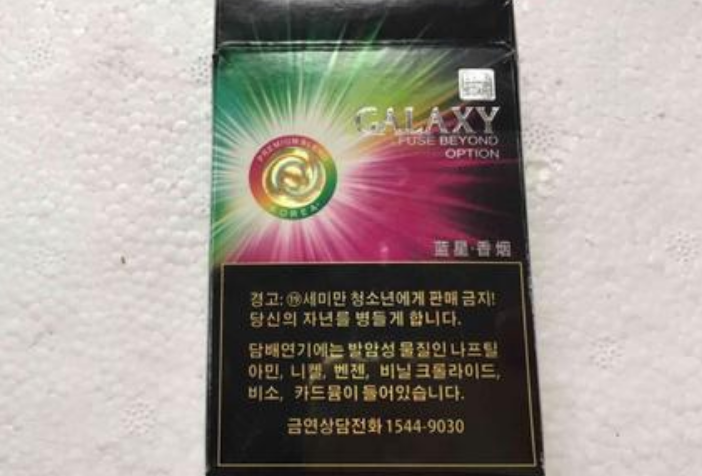 GALAXY
FUSE BEYOND
OPTION
PREMIUM BLEND
KOREA
蓝星·香烟
경고: ⑲세미만 청소년에게 판매 금지!
당신의 자녀를 병들게 합니다.
담배연기에는 발암성 물질인 나프틸
아민, 니켈, 벤젠, 비닐 크롤라이드,
비소, 카드뮴이 들어있습니다.
금연상담전화 1544-9030